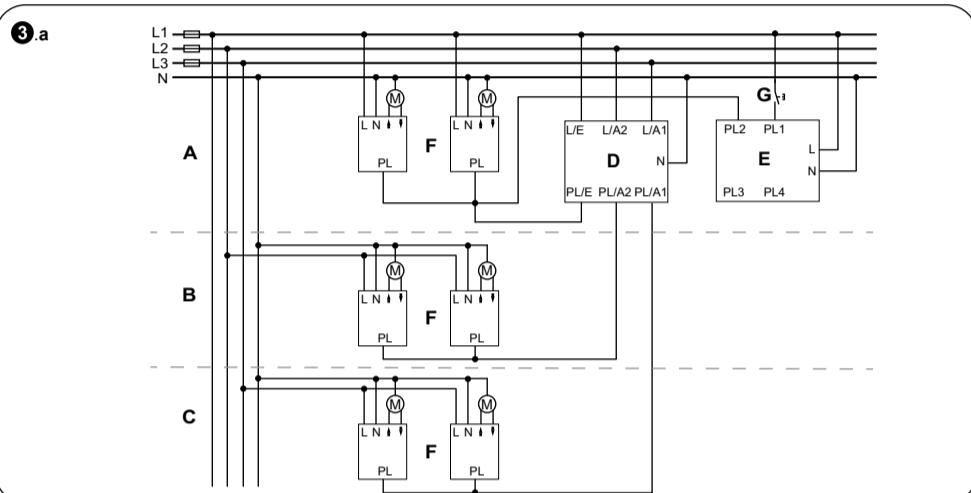 3.a
L1
L2
L3
N
G
M M
L N L N
F
PL PL
A
L/E L/A2 L/A1
D
N
PL/E PL/A2 PL/A1
PL2 PL1
E
L
N
PL3 PL4
B
M M
L N L N
F
PL PL
C
M M
L N L N
F
PL PL